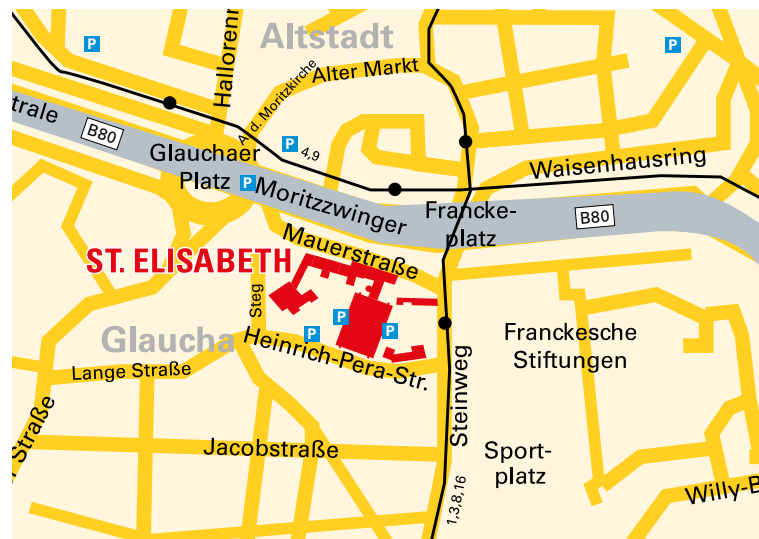 P
Altstadt
P
Hallorenr
Alter Markt
A. d. Moritzkirche
trale
B80
P
4,9
Glauchaer
Platz
P
Moritzzwinger
Waisenhausring
Francke-
platz
B80
Mauerstraße
ST. ELISABETH
Steg
P
P
P
Glaucha
Heinrich-Pera-Str.
Franckesche
Stiftungen
Lange Straße
Steinweg
r Straße
Jacobstraße
Sport-
platz
1,3,8,16
Willy-B